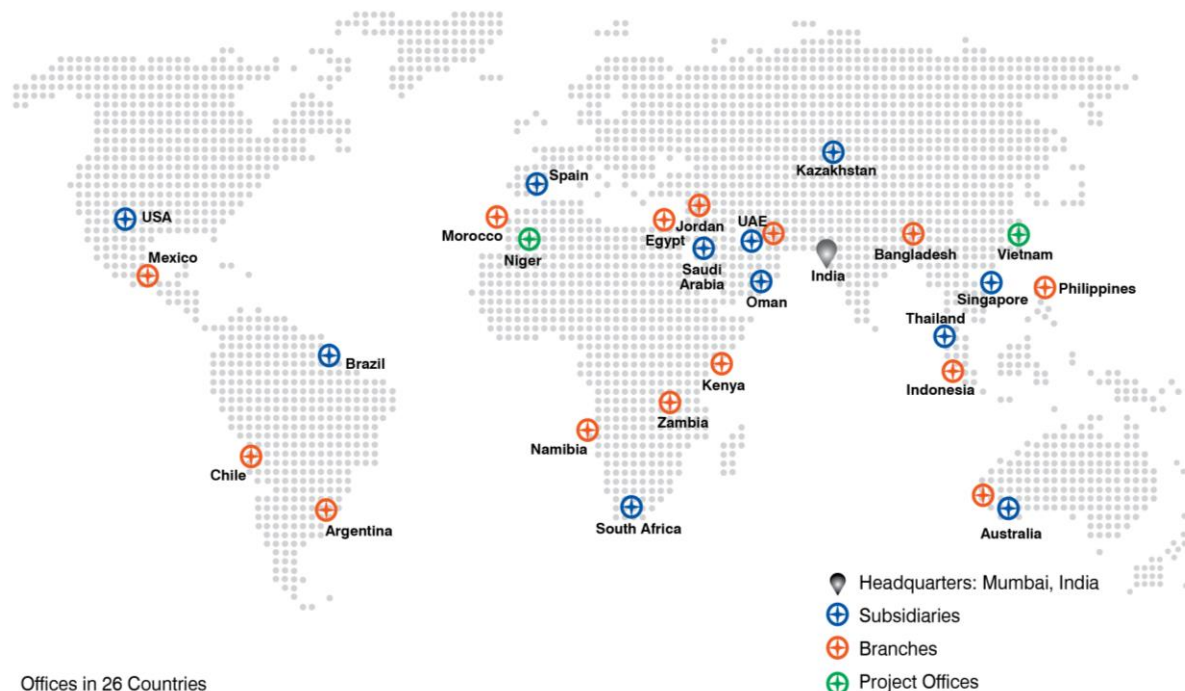 Kazakhstan
Spain
USA
Morocco
Niger
Egypt
Jordan
UAE
Saudi
Arabia
Oman
India
Bangladesh
Vietnam
Mexico
Singapore
Philippines
Thailand
Indonesia
Brazil
Kenya
Zambia
Namibia
Chile
Argentina
South Africa
Australia
Headquarters: Mumbai, India
Subsidiaries
Branches
Project Offices
Offices in 26 Countries